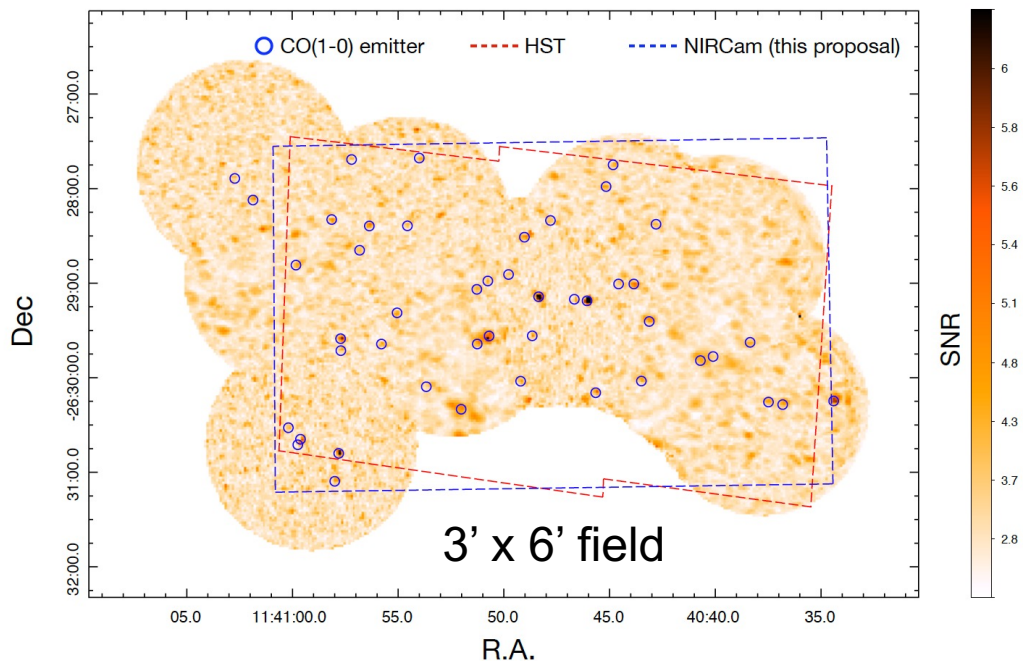 CO(1-0) emitter HST NIRCam (this proposal)
27:00.0
28:00.0
29:00.0
-26:30:00.0
31:00.0
32:00.0
Dec
3’ x 6’ field
05.0 11:41:00.0 55.0 50.0 45.0 40:40.0 35.0
R.A.
6
5.8
5.6
5.4
5.1
4.8
4.3
3.7
2.8
SNR